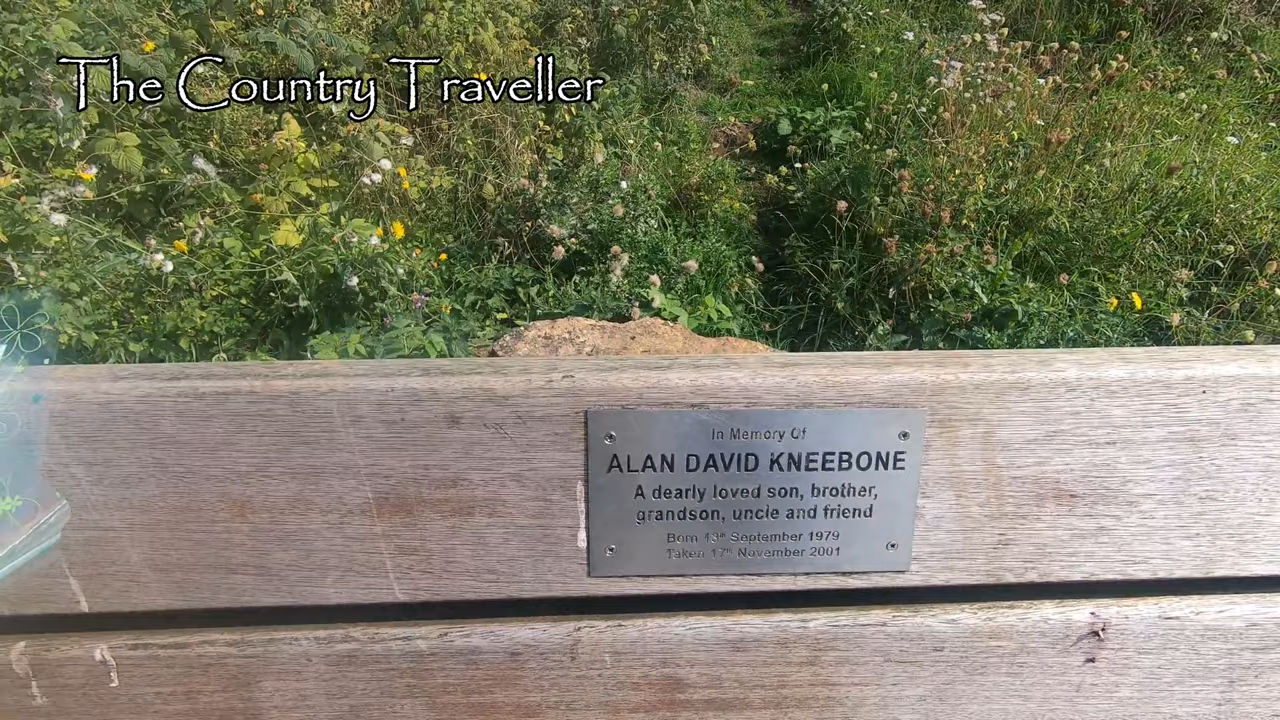 The Country Traveller
In Memory Of
ALAN DAVID KNEEBONE
A dearly loved son, brother,
grandson, uncle and friend
Born 13th September 1979
Taken 17th November 2001